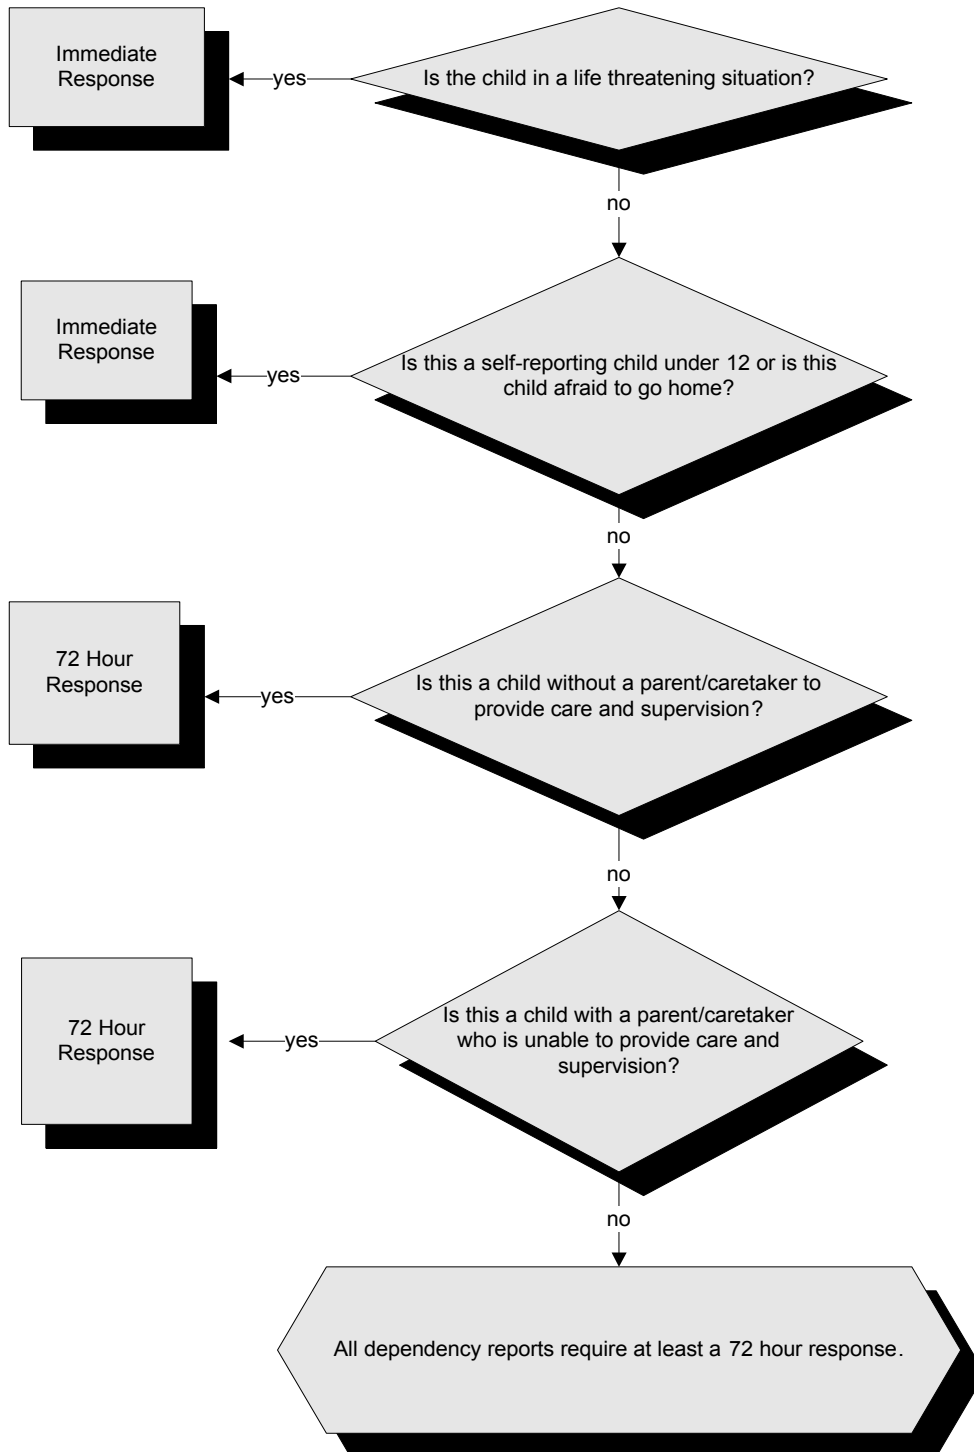 Immediate
Response
yes
Is the child in a life threatening situation?
no
Immediate
Response
yes
Is this a self-reporting child under 12 or is this
child afraid to go home?
no
72 Hour
Response
yes
Is this a child without a parent/caretaker to
provide care and supervision?
no
72 Hour
Response
yes
Is this a child with a parent/caretaker
who is unable to provide care and
supervision?
no
All dependency reports require at least a 72 hour response.